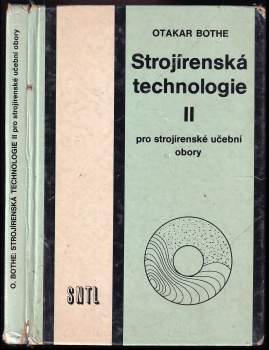 O. BOTHE: STROJÍRENSKÁ TECHNOLOGIE II pro strojírenské učební obory
OTAKAR BOTHE
Strojírenská
technologie
II
pro strojírenské učební
obory
SNTL